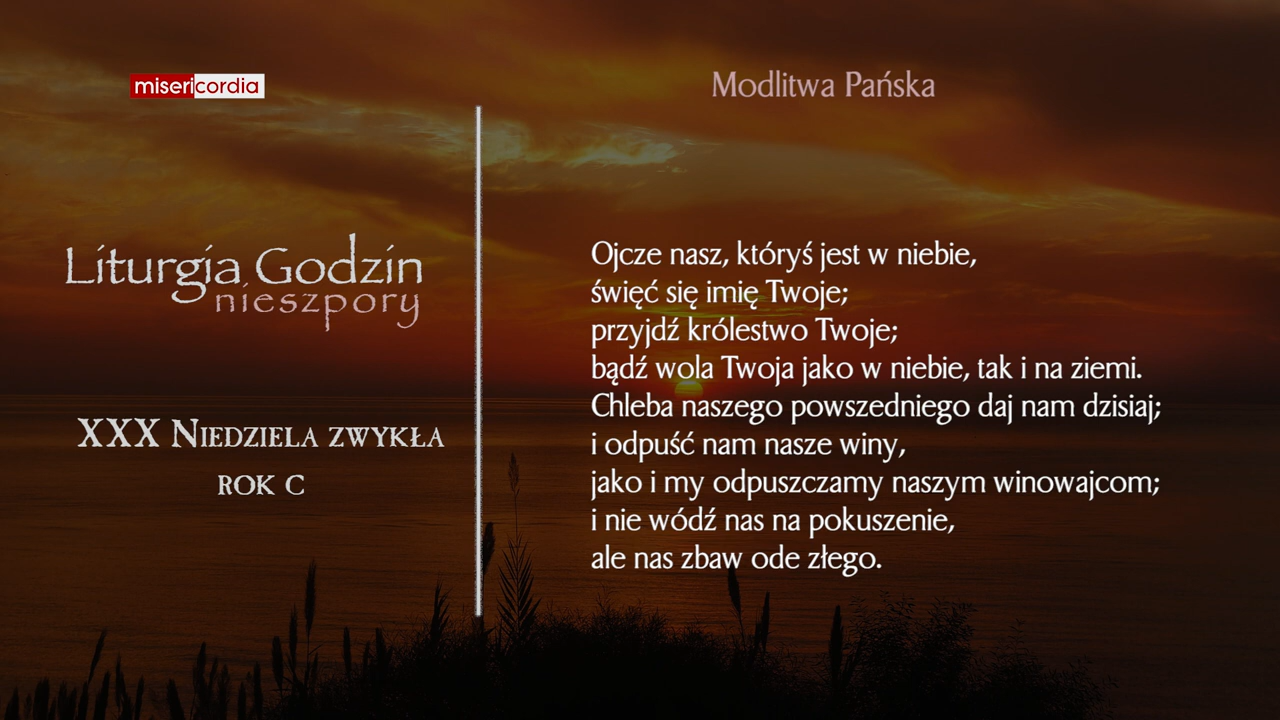 misericordia
Liturgia Godzin
nieszpory
XXX Niedziela zwykła
rok C
Modlitwa Pańska
Ojcze nasz, któryś jest w niebie,
święć się imię Twoje;
przyjdź królestwo Twoje;
bądź wola Twoja jako w niebie, tak i na ziemi.
Chleba naszego powszedniego daj nam dzisiaj;
i odpuść nam nasze winy,
jako i my odpuszczamy naszym winowajcom;
i nie wódź nas na pokuszenie,
ale nas zbaw ode złego.